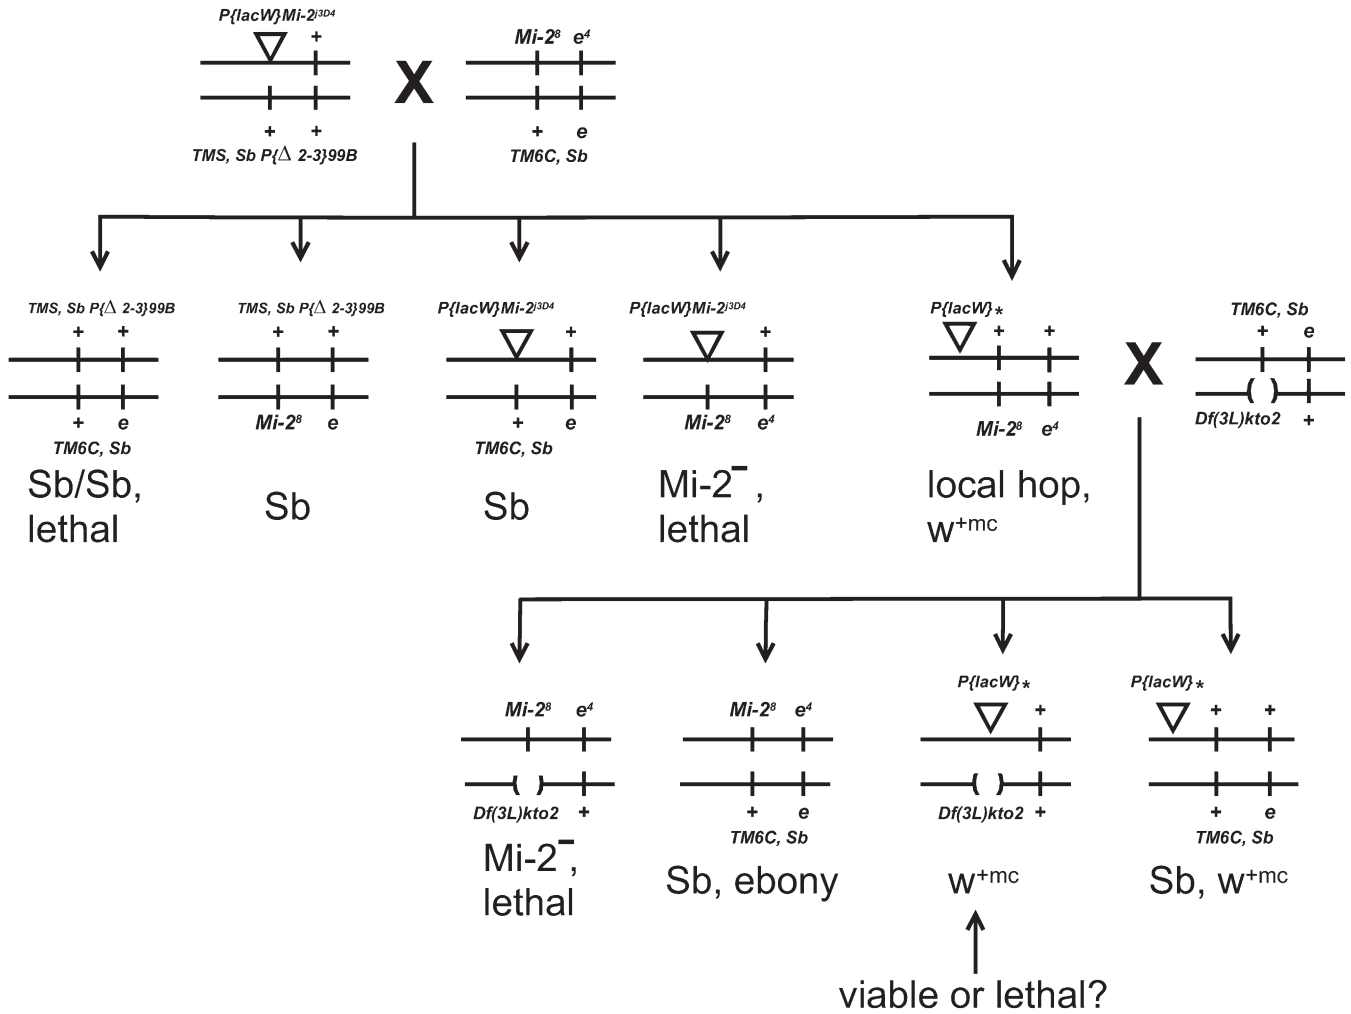 P{lacW}Mi-2j3D4
+
Mi-28 e4
X
+ +
TMS, Sb P{Δ 2-3}99B
+ e
TM6C, Sb
TMS, Sb P{Δ 2-3}99B
+ +
+ e
TM6C, Sb
Sb/Sb,
lethal
TMS, Sb P{Δ 2-3}99B
+ +
Mi-28 e
Sb
P{lacW}Mi-2j3D4
+
+ e
TM6C, Sb
Sb
P{lacW}Mi-2j3D4
+
Mi-28 e4
Mi-2-,
lethal
P{lacW}*
+ +
Mi-28 e4
local hop,
w+mc
X
TM6C, Sb
+ e
Df(3L)kto2 +
Mi-28 e4
( )
Df(3L)kto2 +
Mi-2-,
lethal
Mi-28 e4
+ e
TM6C, Sb
Sb, ebony
P{lacW}*
+
( )
Df(3L)kto2 +
w+mc
P{lacW}*
+ +
+ e
TM6C, Sb
Sb, w+mc
viable or lethal?